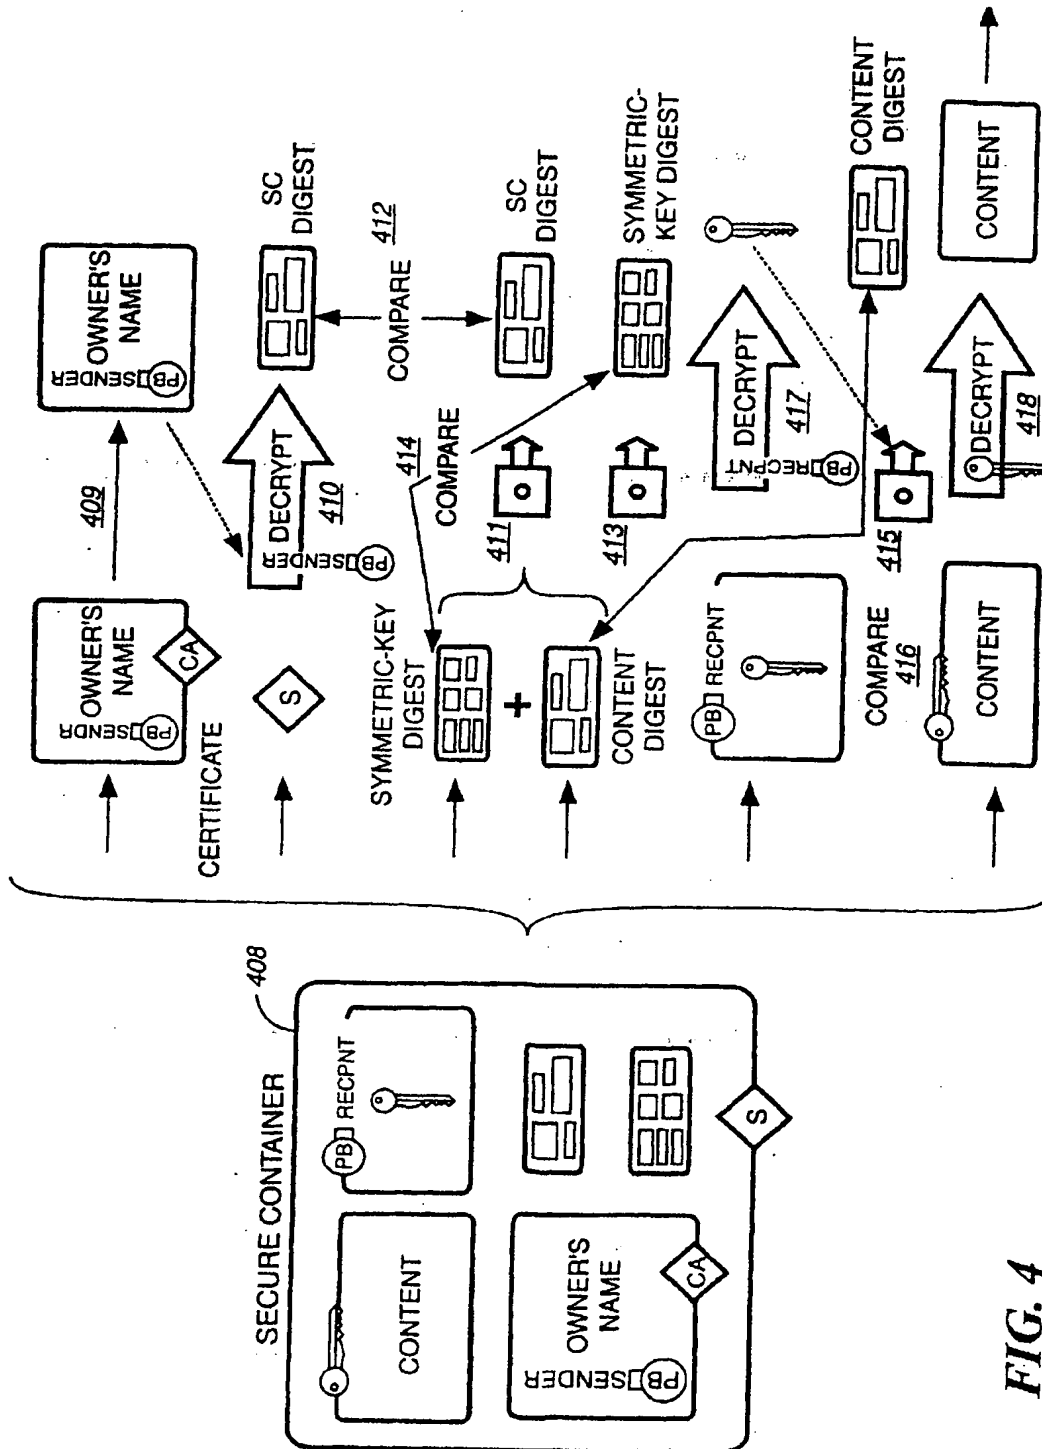 SECURE CONTAINER
408
CONTENT
PB RECPNT
OWNER'S
NAME
PB SENDER
CA
S
FIG. 4
OWNER'S
NAME
PB SENDR
CA
CERTIFICATE
409
OWNER'S
NAME
PB SENDER
S
DECRYPT
410
PB SENDER
SC
DIGEST
COMPARE
412
SYMMETRIC-KEY
DIGEST
+
CONTENT
DIGEST
COMPARE
414
411
SC
DIGEST
413
SYMMETRIC-
KEY DIGEST
PB RECPNT
DECRYPT
417
PB RECPNT
COMPARE
416
415
CONTENT
DIGEST
CONTENT
DECRYPT
418
CONTENT